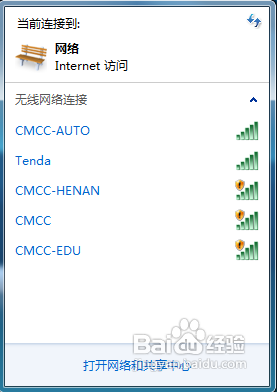 当前连接到:
网络
Internet 访问
无线网络连接
CMCC-AUTO
Tenda
CMCC-HENAN
CMCC
CMCC-EDU
Baidu 经验
jingyan.baidu.com
打开网络和共享中心